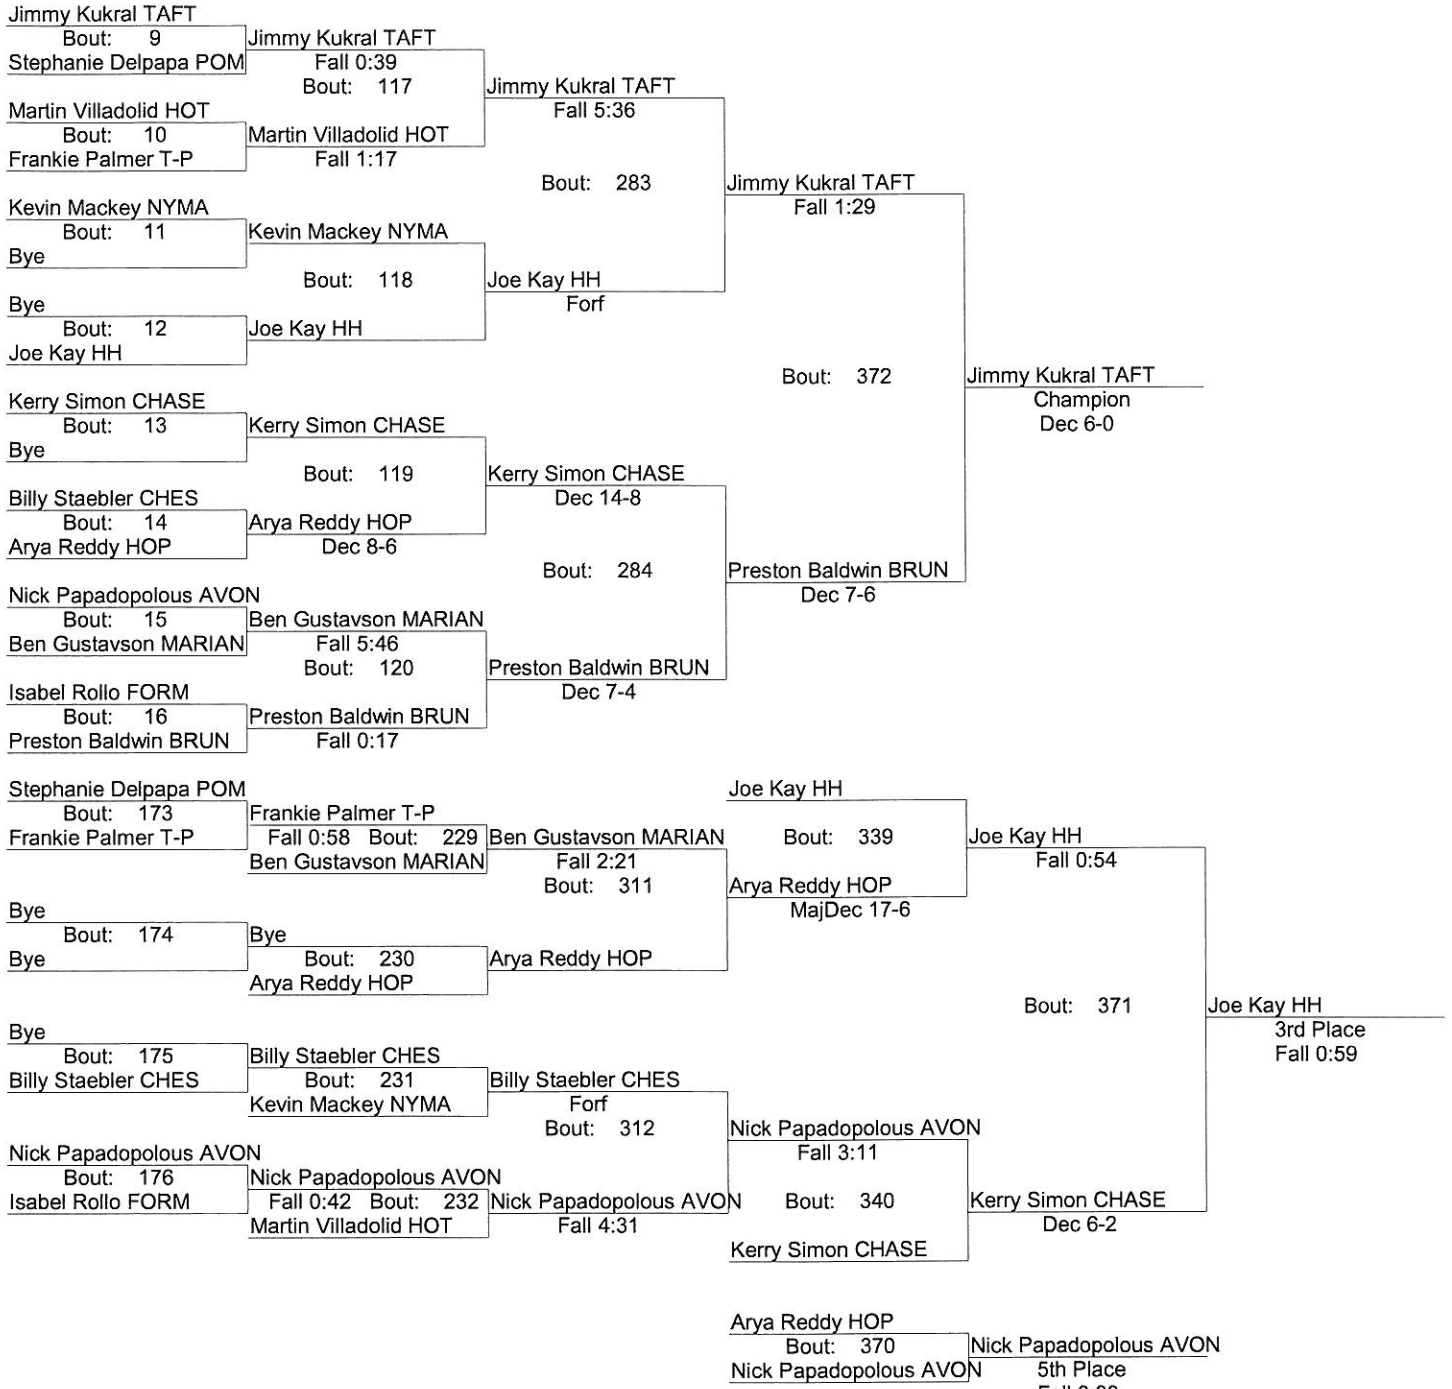 Jimmy Kukral TAFT
Bout: 9
Stephanie Delpapa POM
Jimmy Kukral TAFT
Fall 0:39
Bout: 117
Martin Villadolid HOT
Bout: 10
Frankie Palmer T-P
Martin Villadolid HOT
Fall 1:17
Jimmy Kukral TAFT
Fall 5:36
Bout: 283
Kevin Mackey NYMA
Bout: 11
Bye
Kevin Mackey NYMA
Bout: 118
Bye
Bout: 12
Joe Kay HH
Joe Kay HH
Joe Kay HH
Forf
Jimmy Kukral TAFT
Fall 1:29
Bout: 372
Jimmy Kukral TAFT
Champion
Dec 6-0
Kerry Simon CHASE
Bout: 13
Bye
Kerry Simon CHASE
Bout: 119
Billy Staebler CHES
Bout: 14
Arya Reddy HOP
Arya Reddy HOP
Dec 8-6
Kerry Simon CHASE
Dec 14-8
Bout: 284
Nick Papadopolous AVON
Bout: 15
Ben Gustavson MARIAN
Ben Gustavson MARIAN
Fall 5:46
Bout: 120
Isabel Rollo FORM
Bout: 16
Preston Baldwin BRUN
Preston Baldwin BRUN
Fall 0:17
Preston Baldwin BRUN
Dec 7-4
Preston Baldwin BRUN
Dec 7-6
Stephanie Delpapa POM
Bout: 173
Frankie Palmer T-P
Frankie Palmer T-P
Fall 0:58 Bout: 229
Ben Gustavson MARIAN
Ben Gustavson MARIAN
Fall 2:21
Bout: 311
Bye
Bout: 174
Bye
Bye
Bout: 230
Arya Reddy HOP
Arya Reddy HOP
Joe Kay HH
Bout: 339
Arya Reddy HOP
MajDec 17-6
Joe Kay HH
Fall 0:54
Bout: 371
Joe Kay HH
3rd Place
Fall 0:59
Bye
Bout: 175
Billy Staebler CHES
Billy Staebler CHES
Bout: 231
Kevin Mackey NYMA
Billy Staebler CHES
Forf
Bout: 312
Nick Papadopolous AVON
Bout: 176
Isabel Rollo FORM
Nick Papadopolous AVON
Fall 0:42 Bout: 232
Martin Villadolid HOT
Nick Papadopolous AVON
Fall 4:31
Nick Papadopolous AVON
Fall 3:11
Bout: 340
Kerry Simon CHASE
Kerry Simon CHASE
Dec 6-2
Arya Reddy HOP
Bout: 370
Nick Papadopolous AVON
Nick Papadopolous AVON
5th Place